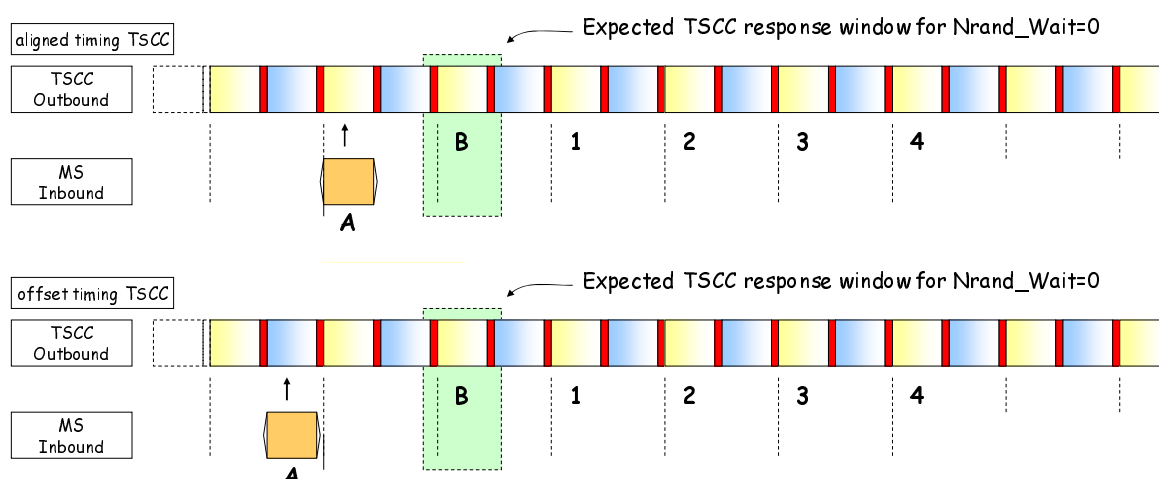 Expected TSCC response window for Nrand_Wait=0
aligned timing TSCC
TSCC
Outbound
B 1 2 3 4
MS
Inbound
A
Expected TSCC response window for Nrand_Wait=0
offset timing TSCC
TSCC
Outbound
B 1 2 3 4
MS
Inbound
A